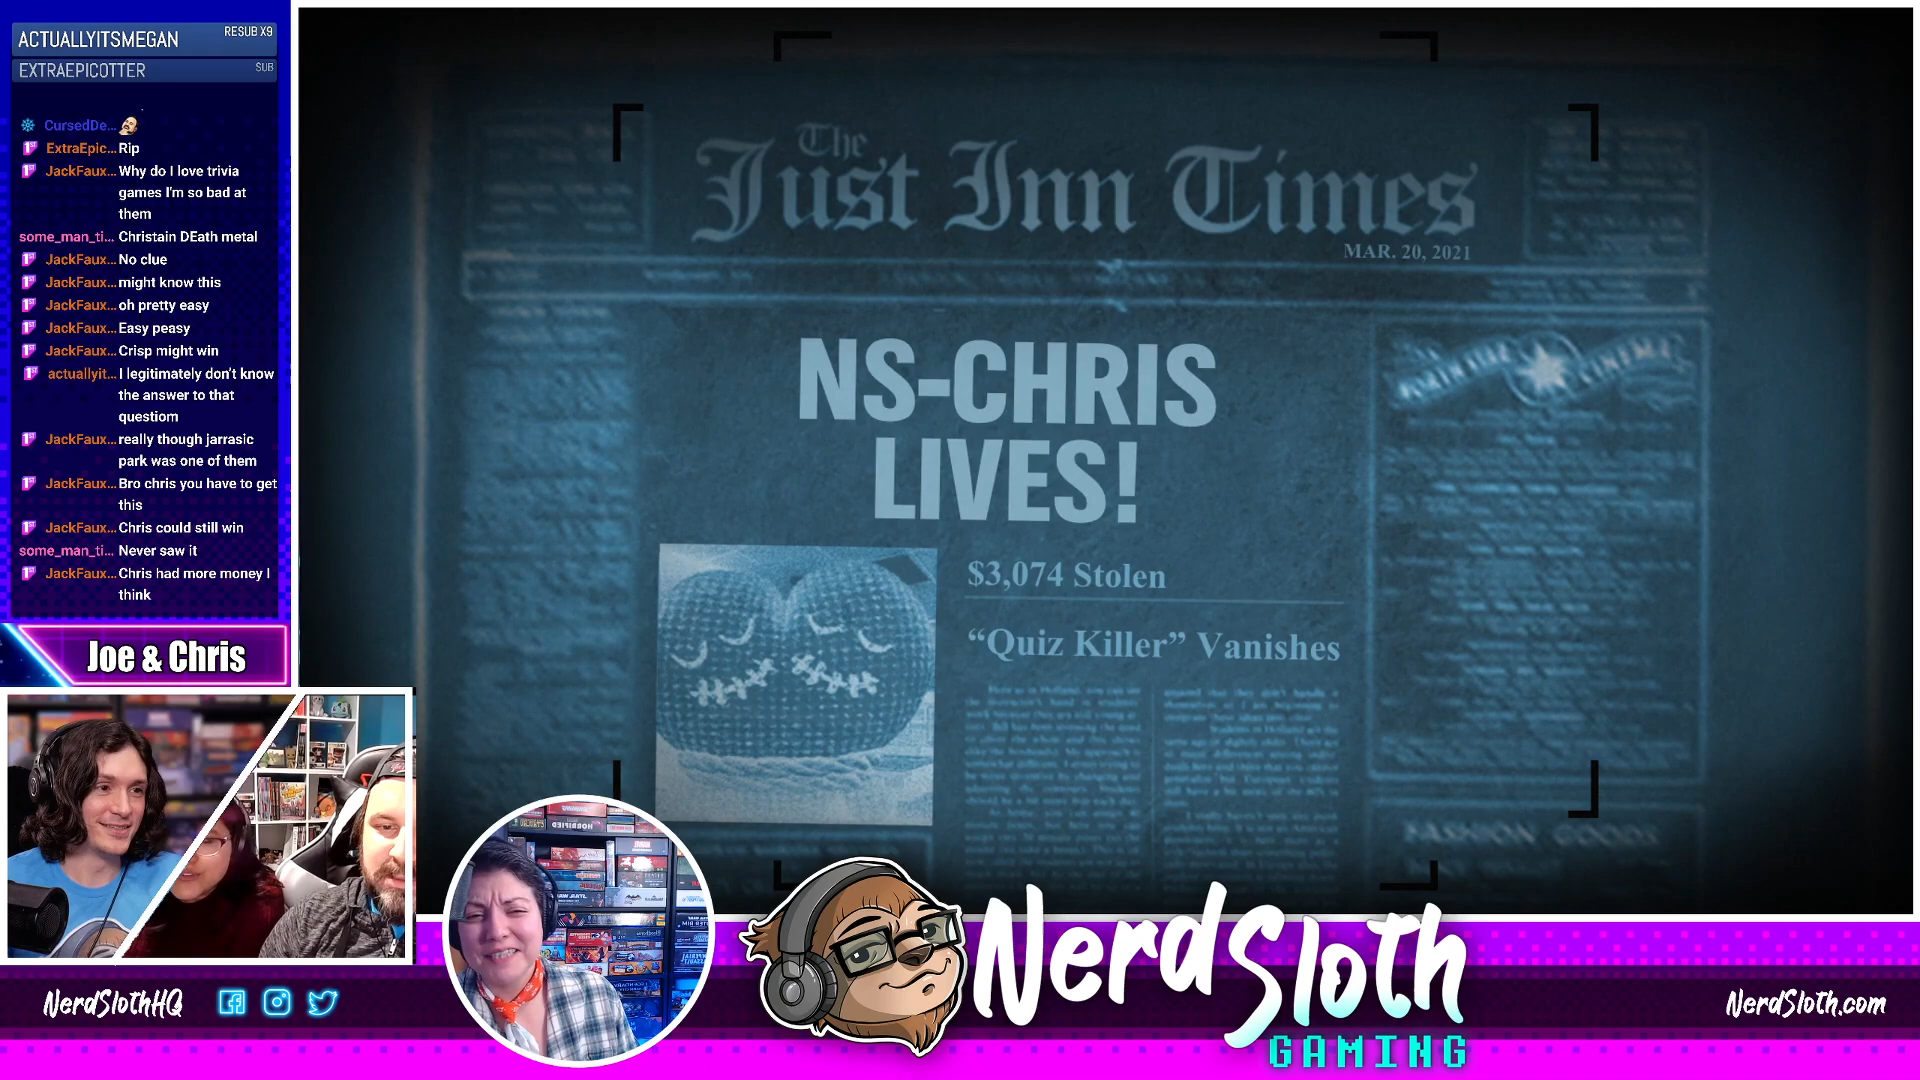 ACTUALLYITSMEGAN RESUB X9
EXTRAEPICOTTER SUB
CursedDe...
ExtraEpic... Rip
JackFaux... Why do I love trivia
games I'm so bad at
them
some_man_ti... Christain DEath metal
JackFaux... No clue
JackFaux... might know this
JackFaux... oh pretty easy
JackFaux... Easy peasy
JackFaux... Crisp might win
actuallyit... I legitimately don't know
the answer to that
questiom
JackFaux... really though jarrasic
park was one of them
JackFaux... Bro chris you have to get
this
JackFaux... Chris could still win
some_man_ti... Never saw it
JackFaux... Chris had more money I
think
Joe & Chris
The
Just Inn Times
MAR. 20, 2021
NS-CHRIS
LIVES!
$3,074 Stolen
“Quiz Killer” Vanishes
CINEMA
FASHION GOODS
HORRIFIED
NerdSloth
GAMING
NerdSlothHQ
NerdSloth.com